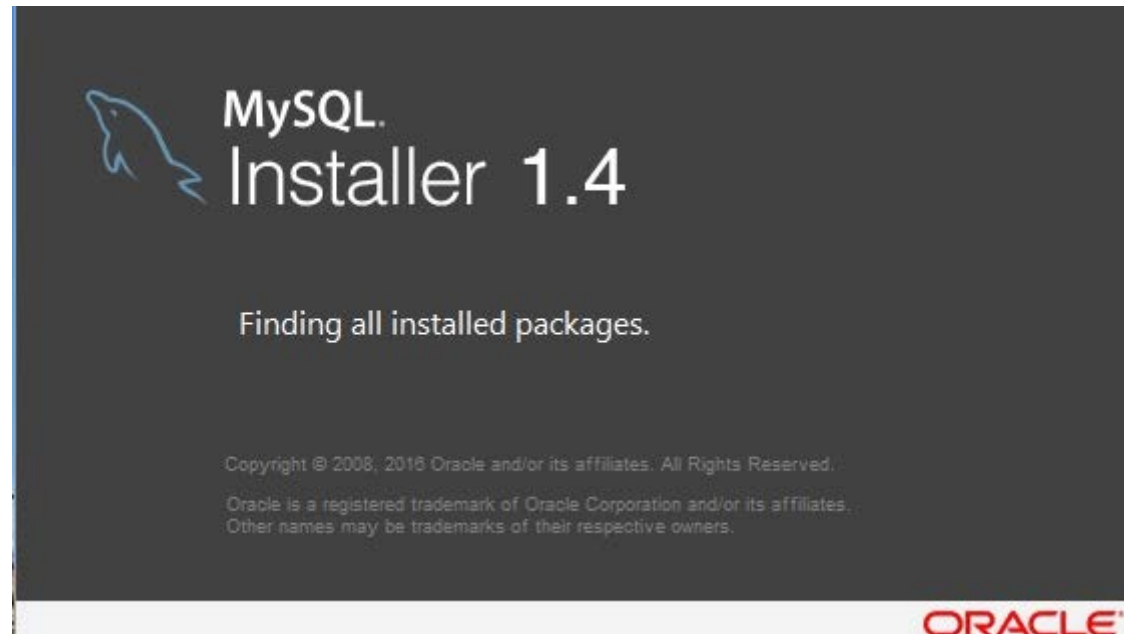 MySQL.
Installer 1.4
Finding all installed packages.
Copyright © 2008, 2016 Oracle and/or its affiliates. All Rights Reserved.
Oracle is a registered trademark of Oracle Corporation and/or its affiliates.
Other names may be trademarks of their respective owners.
ORACLE